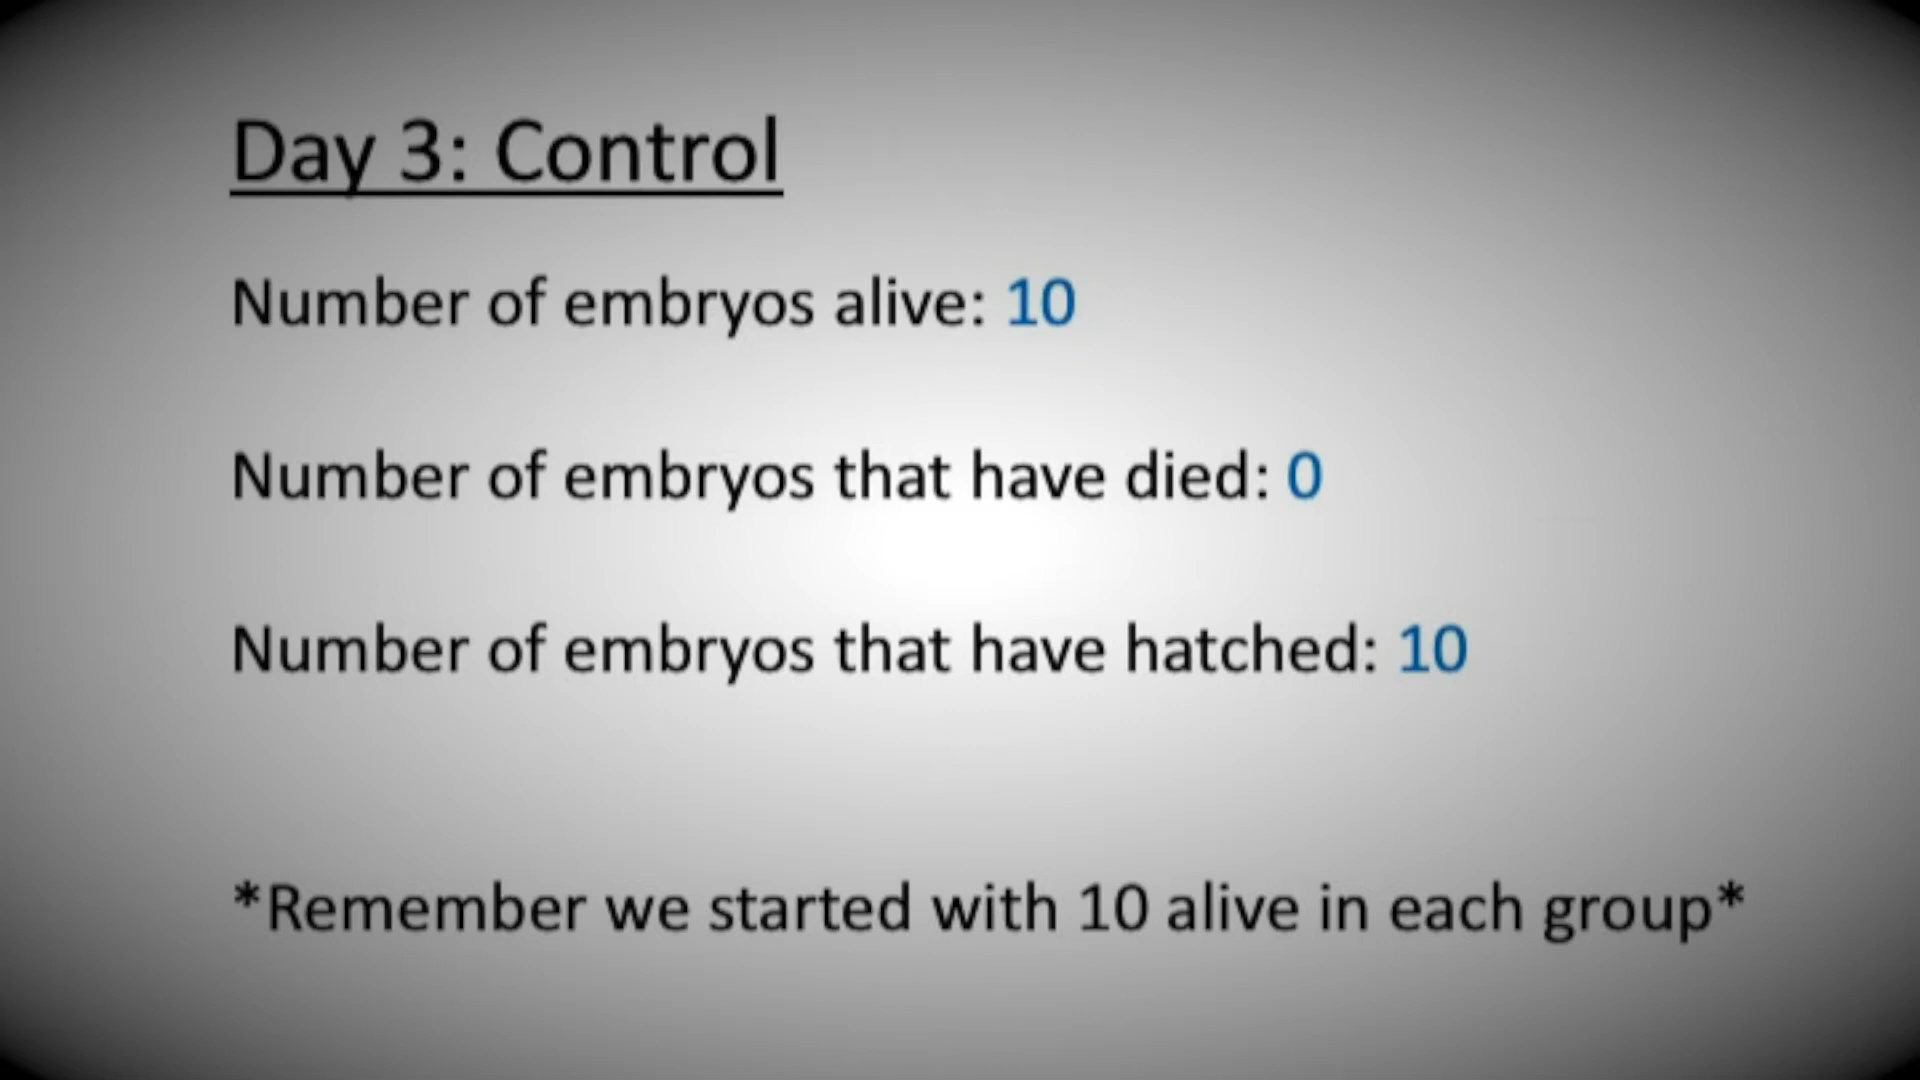 Day 3: Control
Number of embryos alive: 10
Number of embryos that have died: 0
Number of embryos that have hatched: 10
*Remember we started with 10 alive in each group*